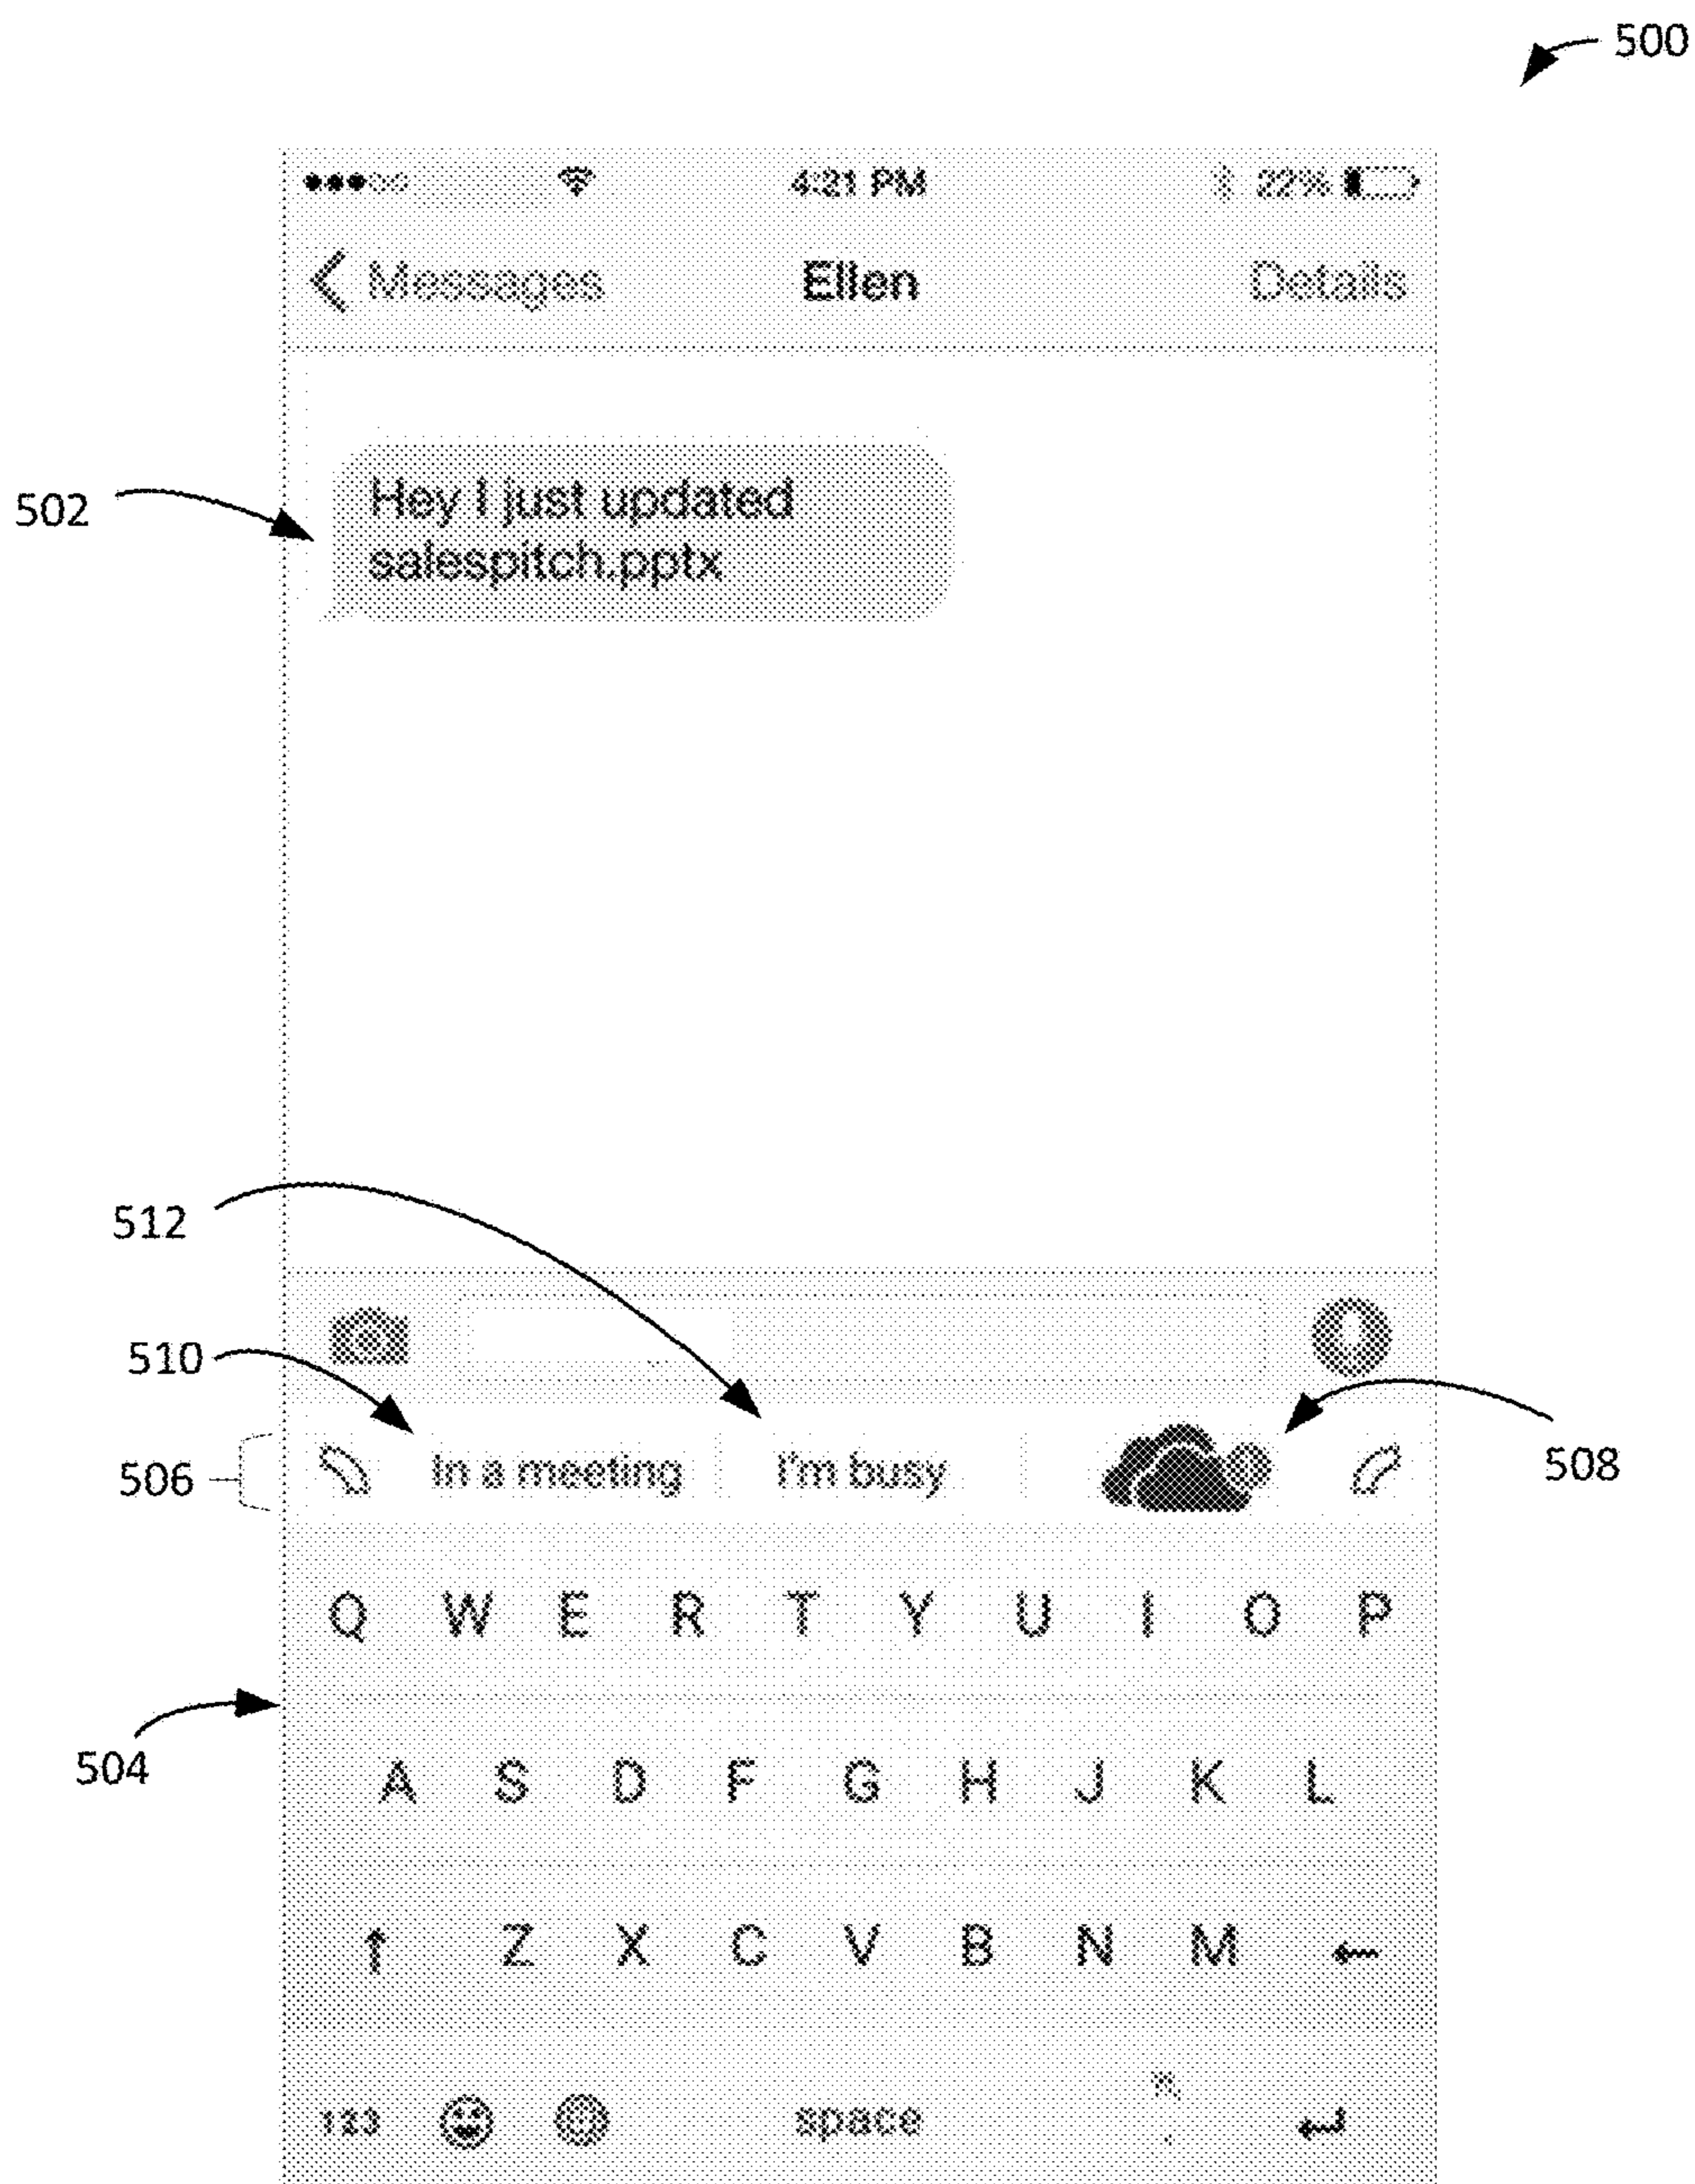 500
4:21 PM 22%
Messages Ellen Details
Hey I just updated
502
salespitch.pptx
512
510
506 In a meeting I'm busy 508
Q W E R T Y U I O P
504
A S D F G H J K L
Z X C V B N M
123 space